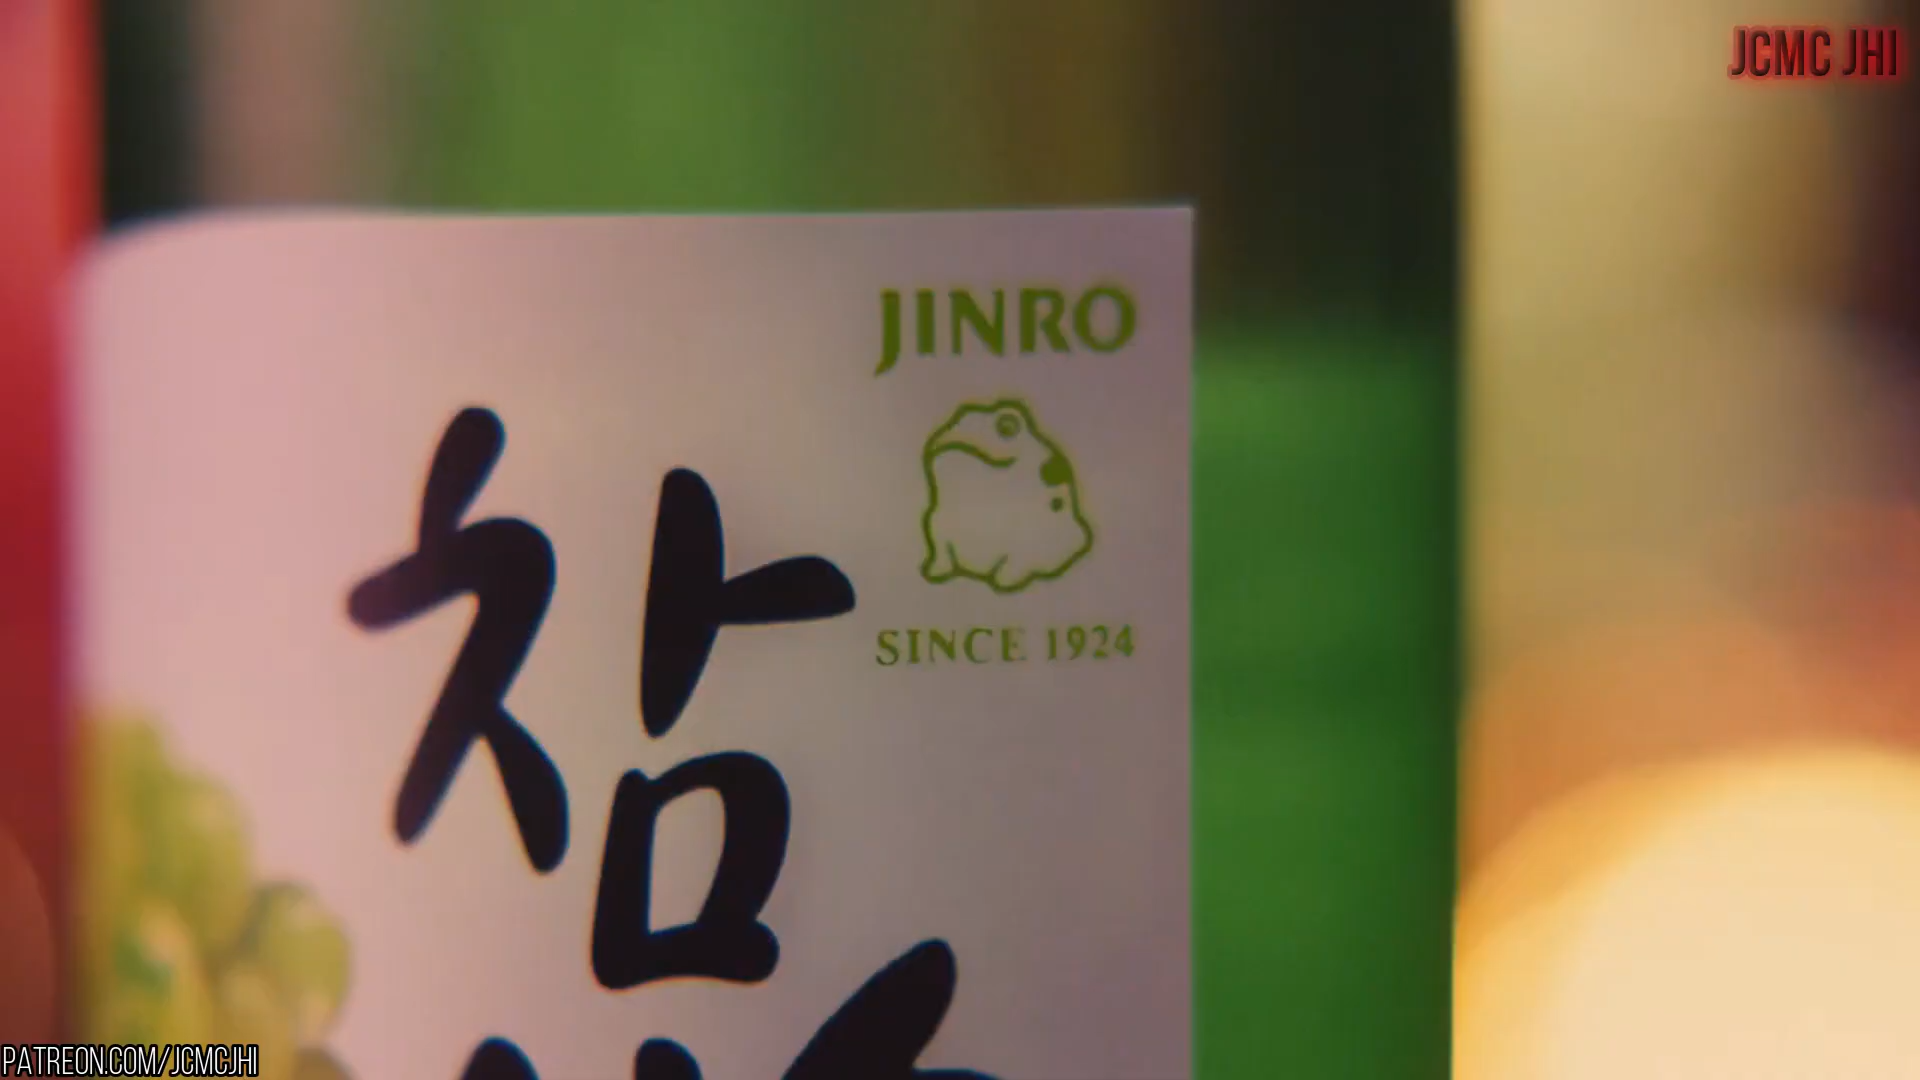 JCMC JHI
JINRO
참
SINCE 1924
PATREON.COM/JCMCJHI